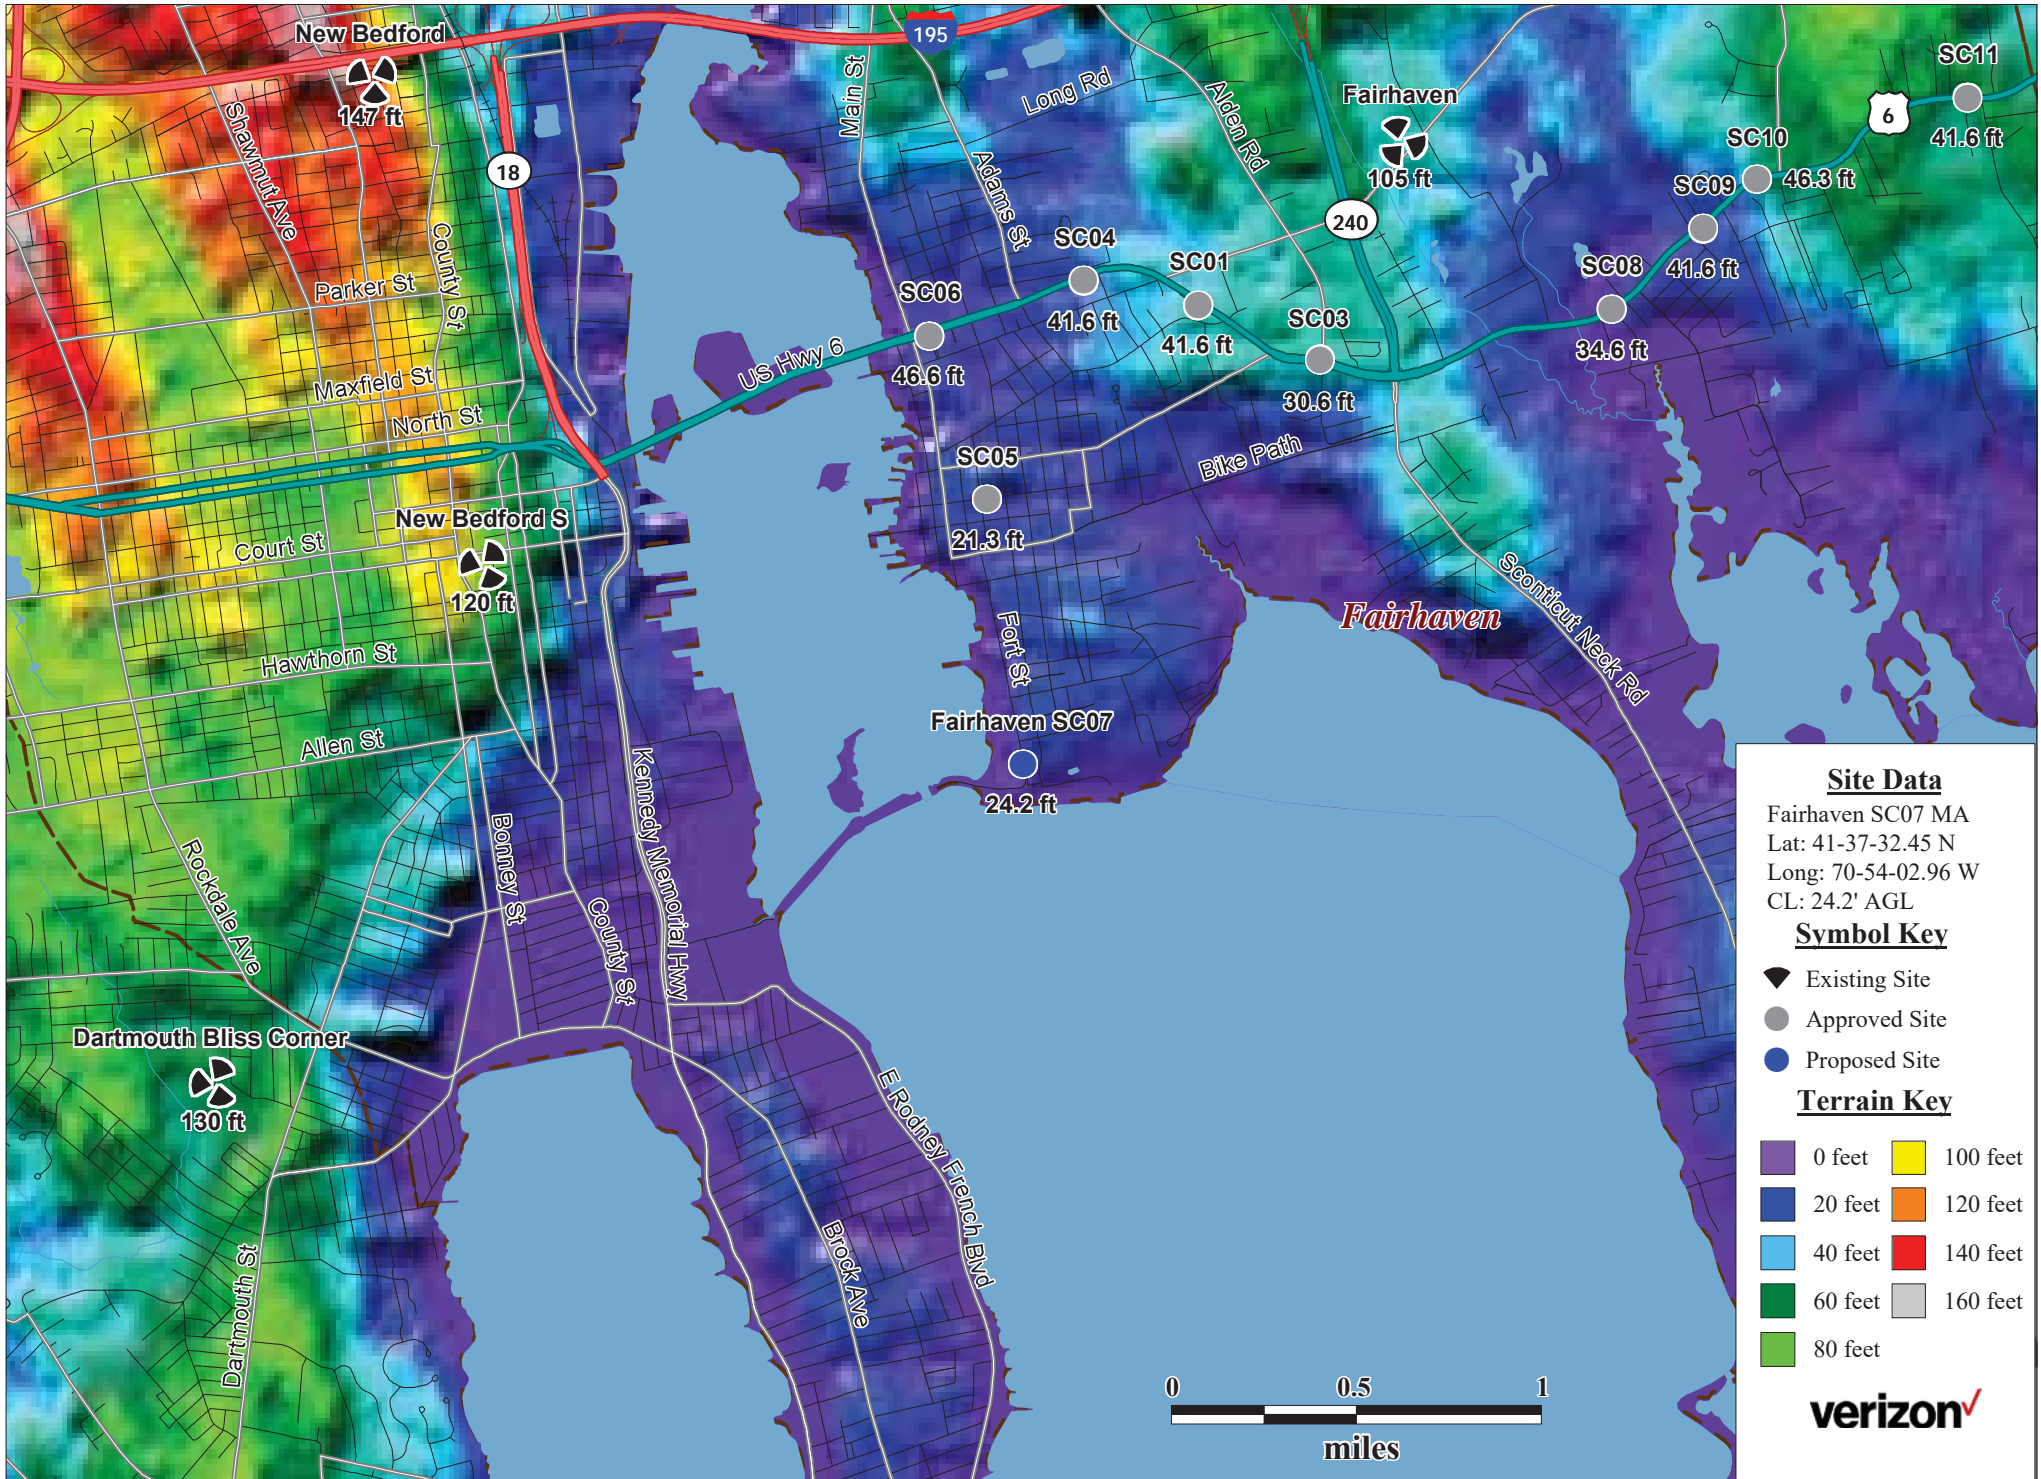 New Bedford
147 ft
195
Main St
Long Rd
Alden Rd
Adams St
Fairhaven
105 ft
240
6
SC11
41.6 ft
SC10
46.3 ft
SC09
41.6 ft
SC08
34.6 ft
SC04
41.6 ft
SC01
41.6 ft
SC03
30.6 ft
SC06
46.6 ft
US Hwy 6
18
Shawmut Ave
County St
Parker St
Maxfield St
North St
New Bedford S
120 ft
Court St
Hawthorn St
Allen St
SC05
21.3 ft
Bike Path
Fort St
Fairhaven
Sconticut Neck Rd
Fairhaven SC07
24.2 ft
Kennedy Memorial Hwy
Bonney St
County St
Rockdale Ave
Dartmouth Bliss Corner
130 ft
Dartmouth St
E Rodney French Blvd
Brock Ave
0 0.5 1
miles
Site Data
Fairhaven SC07 MA
Lat: 41-37-32.45 N
Long: 70-54-02.96 W
CL: 24.2' AGL
Symbol Key
Existing Site
Approved Site
Proposed Site
Terrain Key
0 feet 100 feet
20 feet 120 feet
40 feet 140 feet
60 feet 160 feet
80 feet
verizon